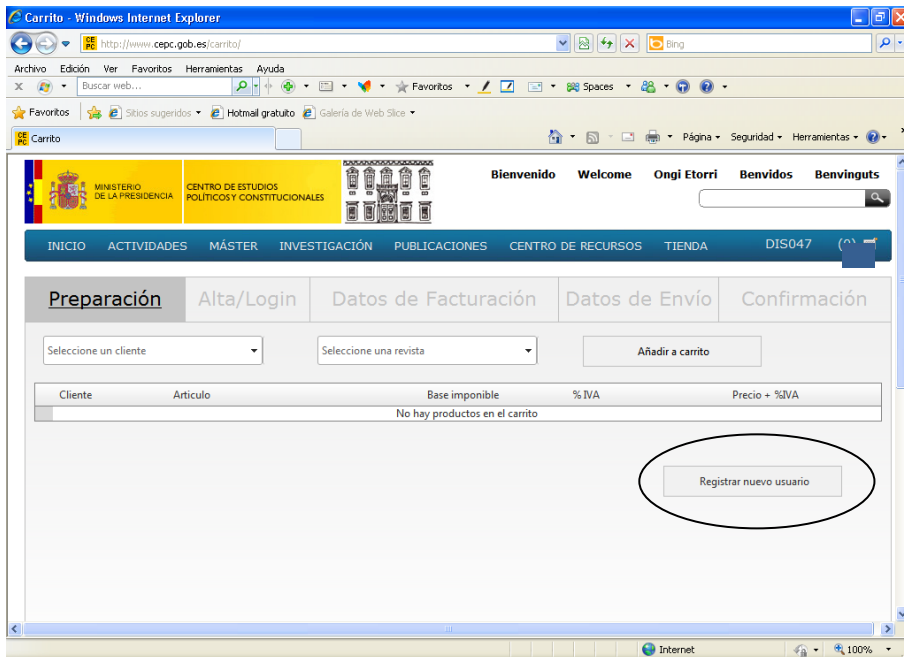 Carrito - Windows Internet Explorer
CE PC http://www.cepc.gob.es/carrito/ Bing
Archivo Edición Ver Favoritos Herramientas Ayuda
x Buscar web... Favoritos Spaces
Favoritos Sitios sugeridos Hotmail gratuito Galería de Web Slice
CE PC Carrito Página Seguridad Herramientas
Bienvenido Welcome Ongi Etorri Benvidos Benvinguts
MINISTERIO DE LA PRESIDENCIA
CENTRO DE ESTUDIOS POLÍTICOS Y CONSTITUCIONALES
INICIO ACTIVIDADES MÁSTER INVESTIGACIÓN PUBLICACIONES CENTRO DE RECURSOS TIENDA DIS047
Preparación Alta/Login Datos de Facturación Datos de Envío Confirmación
Seleccione un cliente Seleccione una revista Añadir a carrito
Cliente Articulo Base imponible % IVA Precio + %IVA
No hay productos en el carrito
Registrar nuevo usuario
Internet 100%